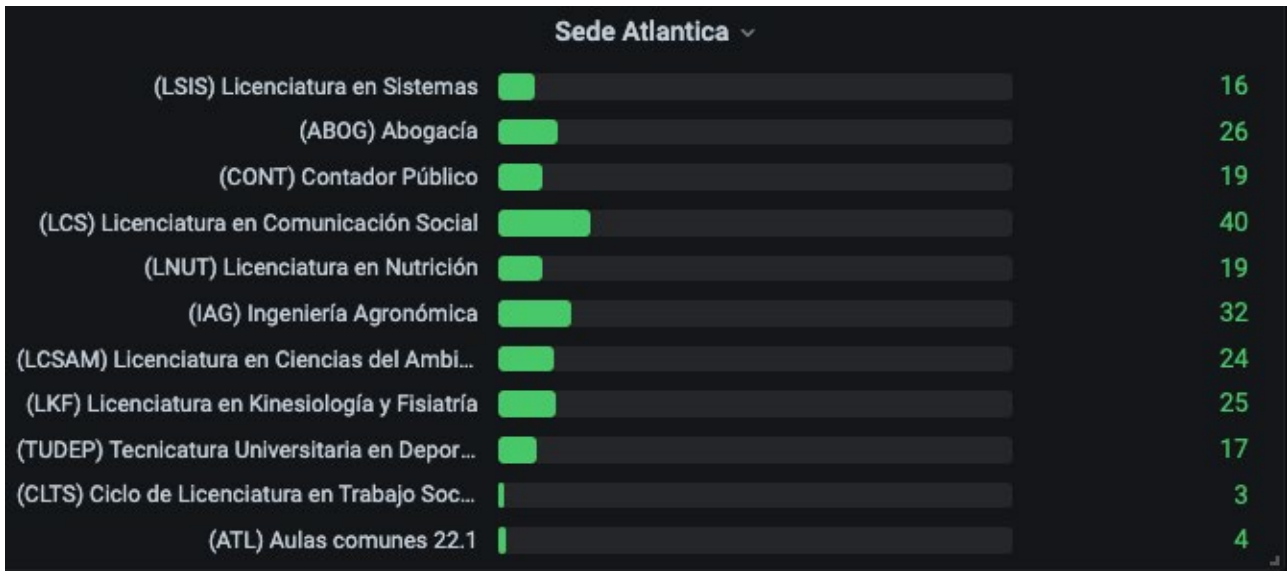 Sede Atlantica
(LSIS) Licenciatura en Sistemas 16
(ABOG) Abogacía 26
(CONT) Contador Público 19
(LCS) Licenciatura en Comunicación Social 40
(LNUT) Licenciatura en Nutrición 19
(IAG) Ingeniería Agronómica 32
(LCSAM) Licenciatura en Ciencias del Ambi... 24
(LKF) Licenciatura en Kinesiología y Fisiatría 25
(TUDEP) Tecnicatura Universitaria en Depor... 17
(CLTS) Ciclo de Licenciatura en Trabajo Soc... 3
(ATL) Aulas comunes 22.1 4